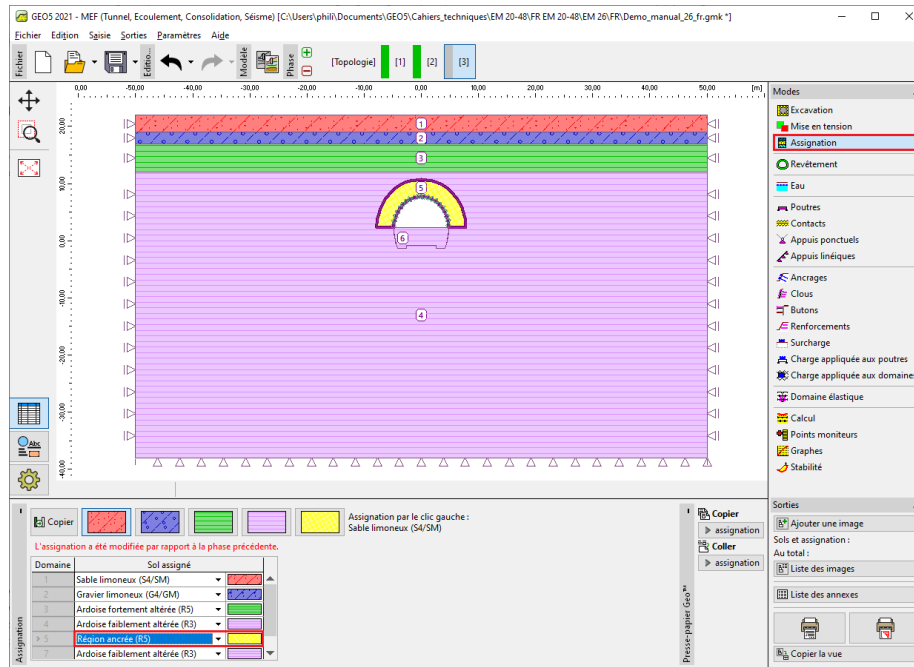 GEO5 2021 - MEF (Tunnel, Ecoulement, Consolidation, Séisme) [C:\Users\phili\Documents\GEO5\Cahiers_techniques\EM 20-48\FR EM 20-48\EM 26\FR\Demo_manual_26_fr.gmk *]
Fichier Edition Saisie Sorties Paramètres Aide
Fichier
Editio...
Modèle
Phase
[Topologie] [1] [2] [3]
0,00 -50,00 -40,00 -30,00 -20,00 -10,00 0,00 10,00 20,00 30,00 40,00 50,00 [m]
20,00
10,00
0,00
-10,00
-20,00
-30,00
-40,00
1
2
3
5
6
4
Abc
Modes
Excavation
Mise en tension
Assignation
Revêtement
Eau
Poutres
Contacts
Appuis ponctuels
Appuis linéiques
Ancrages
Clous
Butons
Renforcements
Surcharge
Charge appliquée aux poutres
Charge appliquée aux domaines
Domaine élastique
Calcul
Points moniteurs
Graphes
Stabilité
Sorties
Ajouter une image
Sols et assignation :
Au total :
Liste des images
Liste des annexes
Copier la vue
Assignation
Copier
Assignation par le clic gauche :
Sable limoneux (S4/SM)
L'assignation a été modifiée par rapport à la phase précédente.
Domaine Sol assigné
1 Sable limoneux (S4/SM)
2 Gravier limoneux (G4/GM)
3 Ardoise fortement altérée (R5)
4 Ardoise faiblement altérée (R3)
> 5 Région ancrée (R5)
7 Ardoise faiblement altérée (R3)
Presse-papier Geo™
Copier
assignation
Coller
assignation